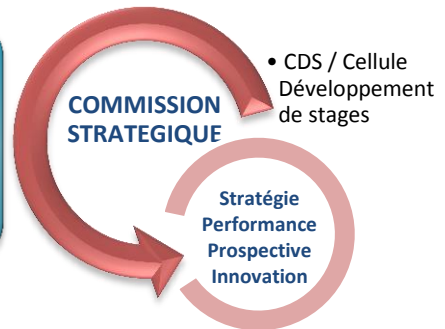 • CDS / Cellule
Développement
de stages
COMMISSION
STRATEGIQUE
Stratégie
Performance
Prospective
Innovation